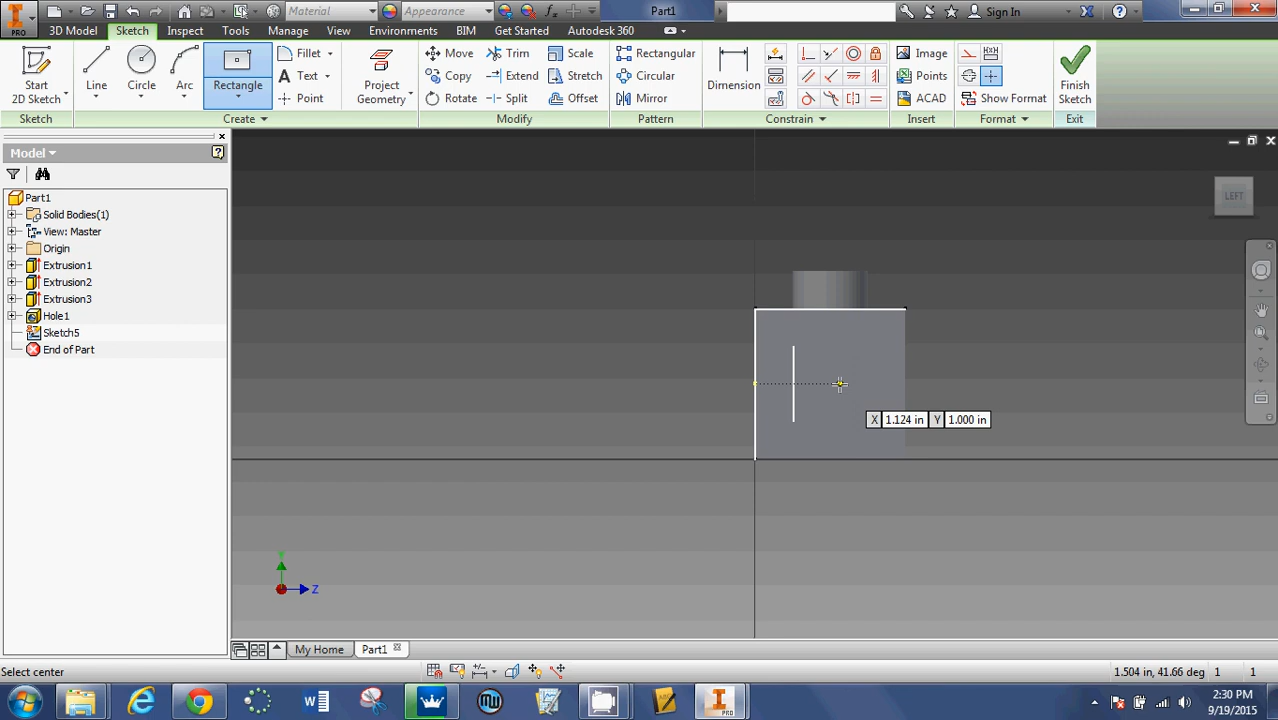 Material
Appearance
Part1
Sign In
PRO
3D Model Sketch Inspect Tools Manage View Environments BIM Get Started Autodesk 360
Start
2D Sketch
Line
Circle
Arc
Rectangle
Fillet
Text
Point
Project
Geometry
Move
Copy
Rotate
Trim
Extend
Split
Scale
Stretch
Offset
Rectangular
Circular
Mirror
Dimension
Image
Points
ACAD
Show Format
Finish
Sketch
Sketch Create Modify Pattern Constrain Insert Format Exit
Model
Part1
Solid Bodies(1)
View: Master
Origin
Extrusion1
Extrusion2
Extrusion3
Hole1
Sketch5
End of Part
LEFT
X 1.124 in Y 1.000 in
Y
Z
My Home Part1
Select center
1.504 in, 41.66 deg 1 1
2:30 PM
9/19/2015
PRO